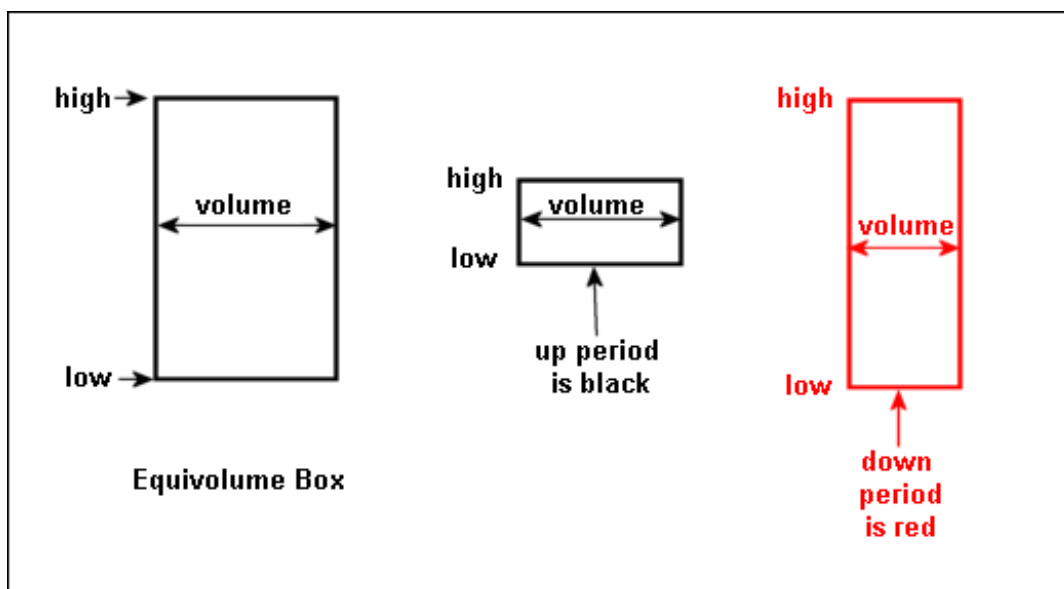 high
volume
low
Equivolume Box
high
volume
low
up period
is black
high
volume
low
down
period
is red